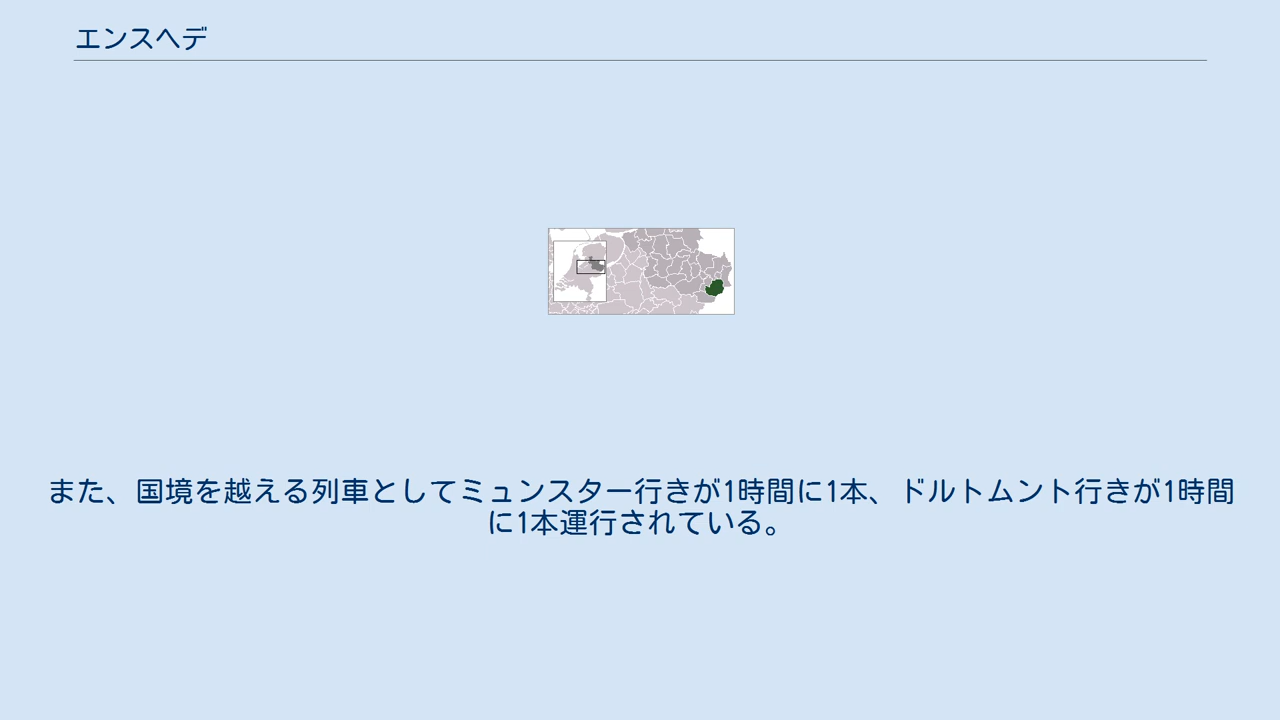 エンスヘデ
また、国境を越える列車としてミュンスター行きが1時間に1本、ドルトムント行きが1時間
に1本運行されている。